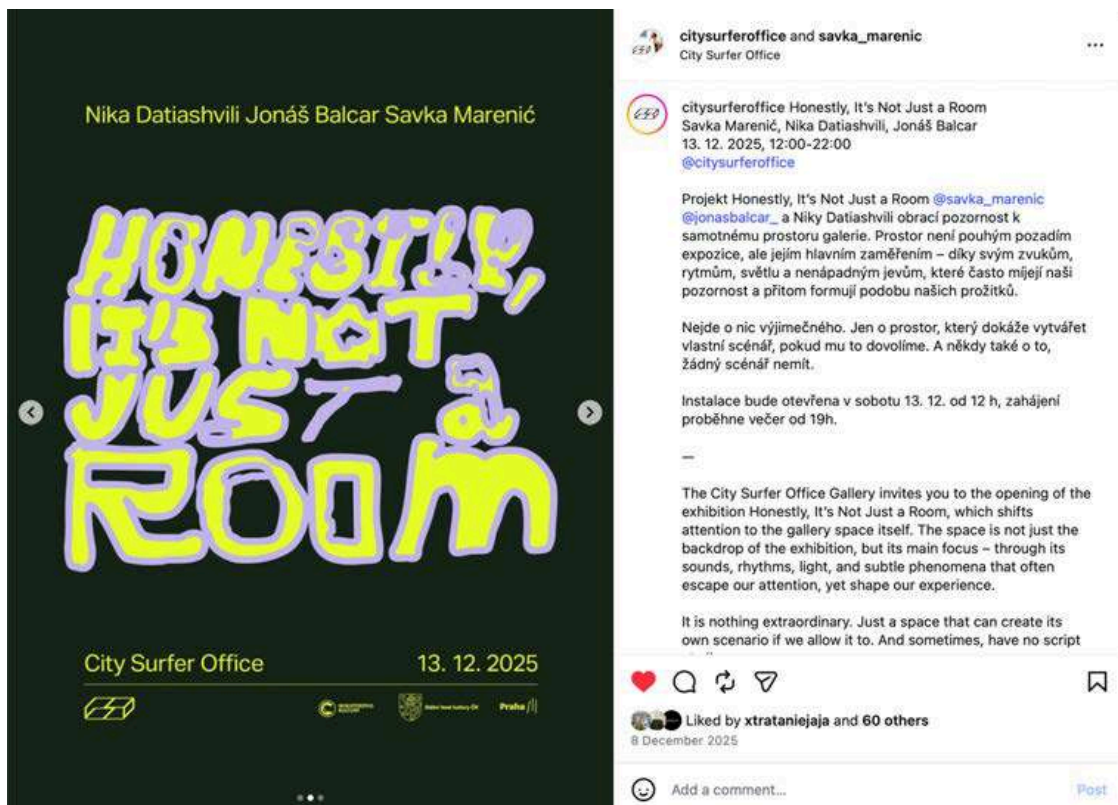 Nika Datiashvili Jonáš Balcar Savka Marenić
HONESTLY,
IT'S NOT
JUST a
ROOM
City Surfer Office
13. 12. 2025
Praha
citysurferoffice and savka_marenic
City Surfer Office
citysurferoffice Honestly, It's Not Just a Room
Savka Marenič, Nika Datiashvili, Jonáš Balcar
13. 12. 2025, 12:00-22:00
@citysurferoffice
Projekt Honestly, It's Not Just a Room @savka_marenic
@jonasbalcar_ a Niky Datiashvili obrací pozornost k
samotnému prostoru galerie. Prostor není pouhým pozadím
expozice, ale jejím hlavním zaměřením – díky svým zvukům,
rytmům, světlu a nenápadným jevům, které často míjejí naši
pozornost a přitom formují podobu našich prožitků.
Nejde o nic výjimečného. Jen o prostor, který dokáže vytvářet
vlastní scénář, pokud mu to dovolíme. A někdy také o to,
žádný scénář nemít.
Instalace bude otevřena v sobotu 13. 12. od 12 h, zahájení
proběhne večer od 19h.
—
The City Surfer Office Gallery invites you to the opening of the
exhibition Honestly, It's Not Just a Room, which shifts
attention to the gallery space itself. The space is not just the
backdrop of the exhibition, but its main focus – through its
sounds, rhythms, light, and subtle phenomena that often
escape our attention, yet shape our experience.
It is nothing extraordinary. Just a space that can create its
own scenario if we allow it to. And sometimes, have no script
Liked by xtrataniejaja and 60 others
8 December 2025
Add a comment...
Post